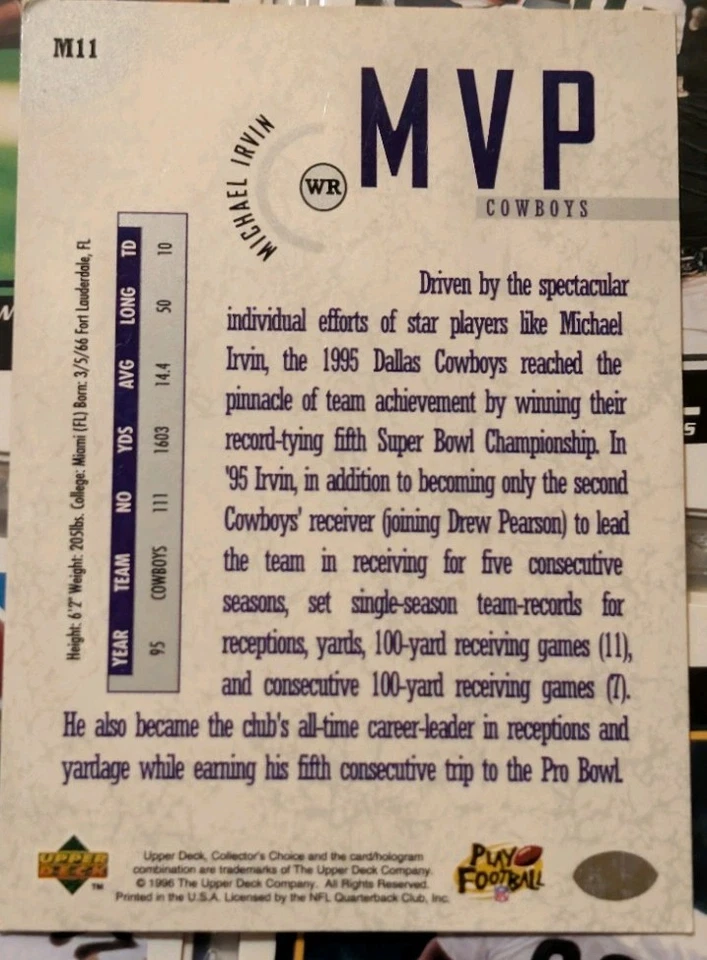 M11
MVP
MICHAEL IRVIN
WR
COWBOYS
Height: 6'2" Weight: 205lbs. College: Miami (FL) Born: 3/5/66 Fort Lauderdale, FL
YEAR TEAM NO YDS AVG LONG TD
95 COWBOYS 111 1603 14.4 50 10
Driven by the spectacular
individual efforts of star players like Michael
Irvin, the 1995 Dallas Cowboys reached the
pinnacle of team achievement by winning their
record-tying fifth Super Bowl Championship. In
'95 Irvin, in addition to becoming only the second
Cowboys' receiver (joining Drew Pearson) to lead
the team in receiving for five consecutive
seasons, set single-season team-records for
receptions, yards, 100-yard receiving games (11),
and consecutive 100-yard receiving games (7).
He also became the club's all-time career-leader in receptions and
yardage while earning his fifth consecutive trip to the Pro Bowl.
UPPER
DECK
TM
Upper Deck, Collector's Choice and the card/hologram
combination are trademarks of The Upper Deck Company.
© 1996 The Upper Deck Company. All Rights Reserved.
Printed in the U.S.A. Licensed by the NFL Quarterback Club, Inc.
PLAY
FOOTBALL